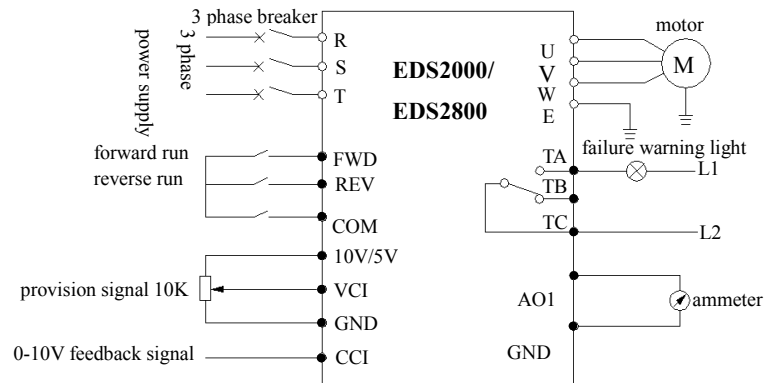 3 phase breaker
3 phase
power supply
R
S
T
EDS2000/
EDS2800
U
V
W
E
motor
M
forward run
reverse run
FWD
REV
COM
TA
TB
TC
failure warning light
L1
L2
10V/5V
provision signal 10K
VCI
GND
0-10V feedback signal
CCI
AO1
GND
ammeter